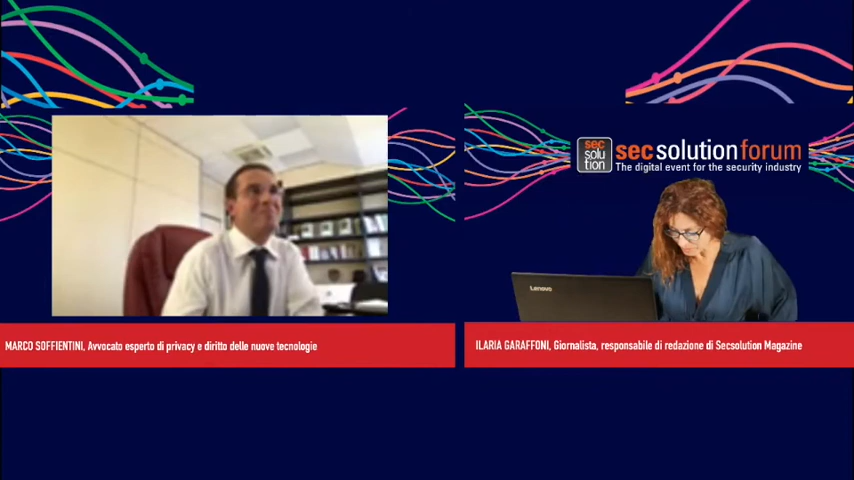 sec
solu
tion
secsolutionforum
The digital event for the security industry
Lenovo
MARCO SOFFIENTINI, Avvocato esperto di privacy e diritto delle nuove tecnologie
ILARIA GARAFFONI, Giornalista, responsabile di redazione di Secsolution Magazine